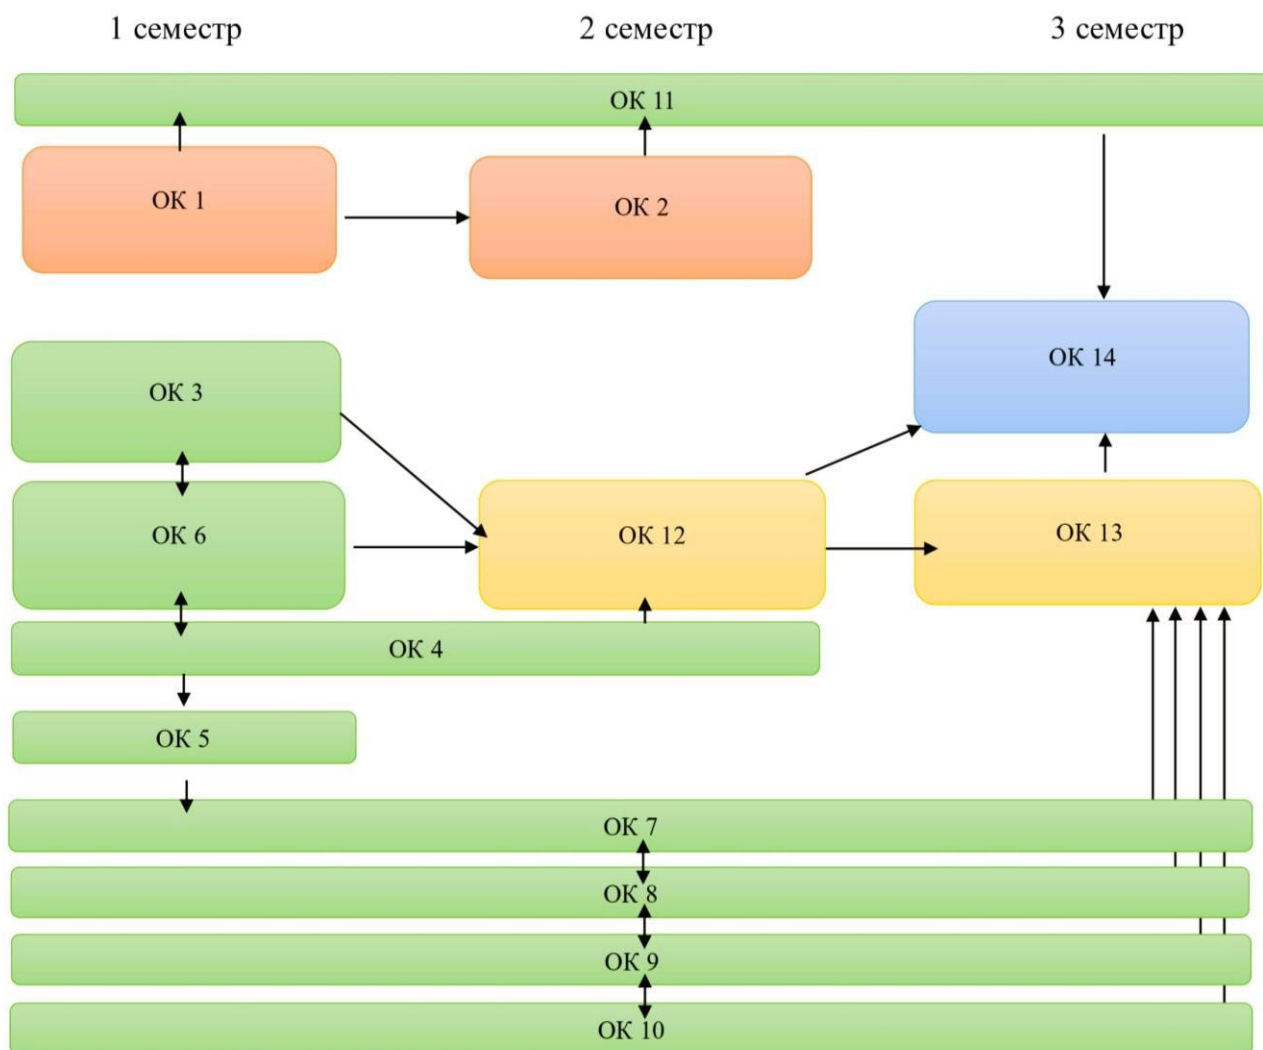 1 семестр
2 семестр
3 семестр
ОК 11
ОК 1
ОК 2
ОК 14
ОК 3
ОК 6
ОК 12
ОК 13
ОК 4
ОК 5
ОК 7
ОК 8
ОК 9
ОК 10